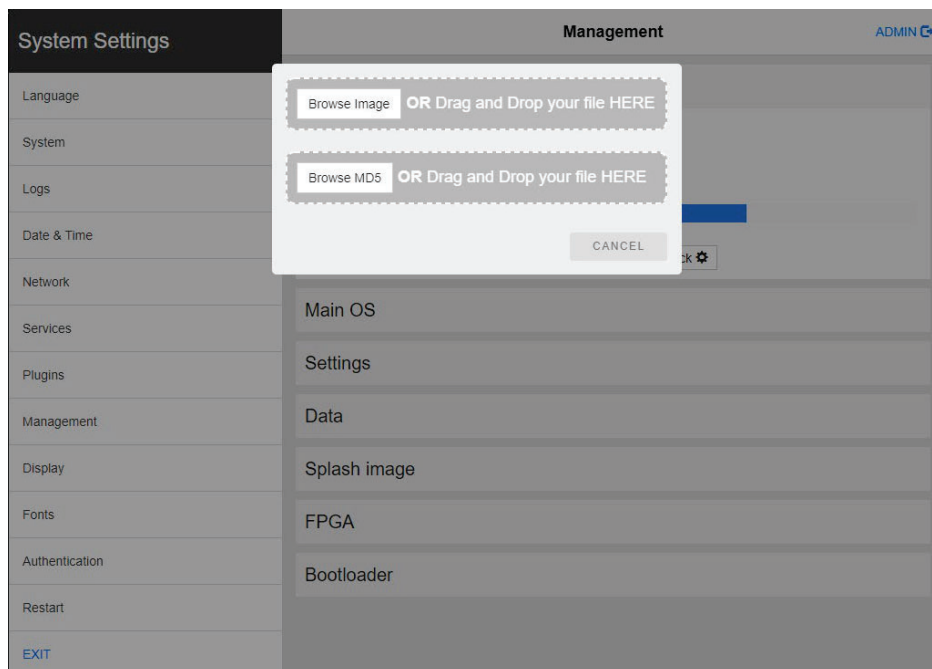 System Settings
Management
ADMIN
Language
System
Logs
Date & Time
Network
Services
Plugins
Management
Display
Fonts
Authentication
Restart
EXIT
Browse Image OR Drag and Drop your file HERE
Browse MD5 OR Drag and Drop your file HERE
CANCEL
Main OS
Settings
Data
Splash image
FPGA
Bootloader